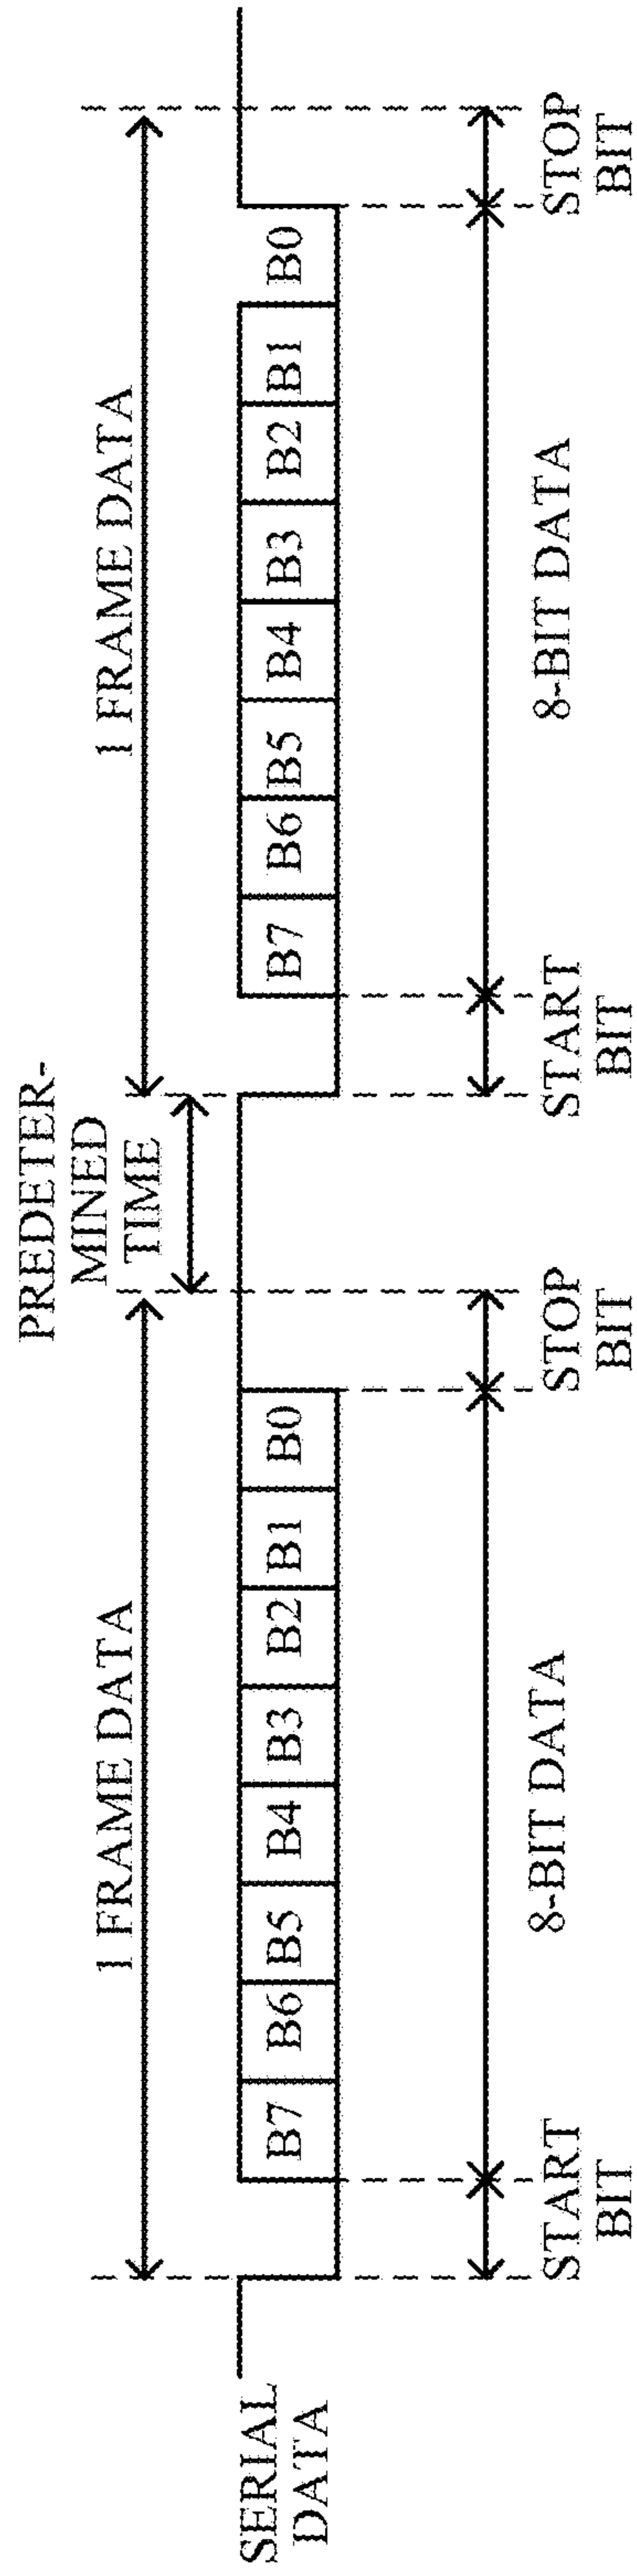 PREDETER-
MINED
TIME
1 FRAME DATA
1 FRAME DATA
SERIAL
DATA
B7 B6 B5 B4 B3 B2 B1 B0
B7 B6 B5 B4 B3 B2 B1 B0
START
BIT
8-BIT DATA
STOP
BIT
START
BIT
8-BIT DATA
STOP
BIT